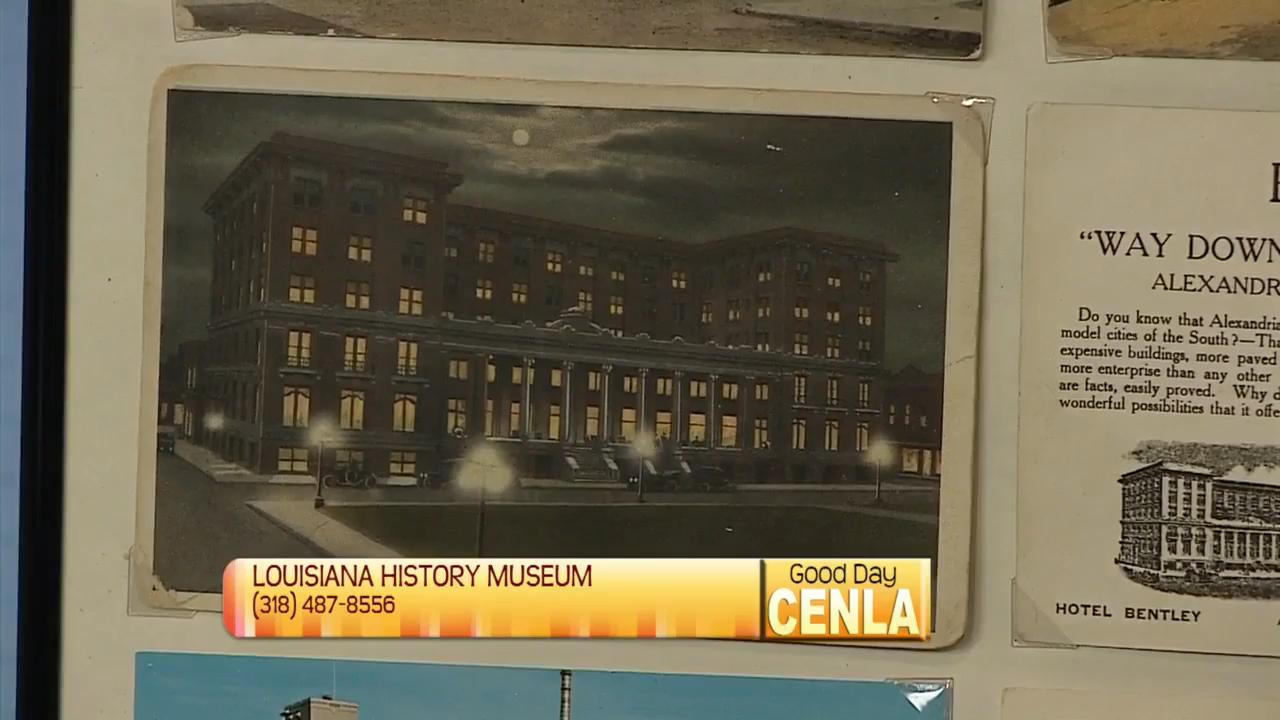 "WAY DOWN
ALEXANDR
Do you know that Alexandria
model cities of the South?—Tha
expensive buildings, more paved
more enterprise than any other
are facts, easily proved. Why d
wonderful possibilities that it offe
HOTEL BENTLEY
LOUISIANA HISTORY MUSEUM
(318) 487-8556
Good Day
CENLA